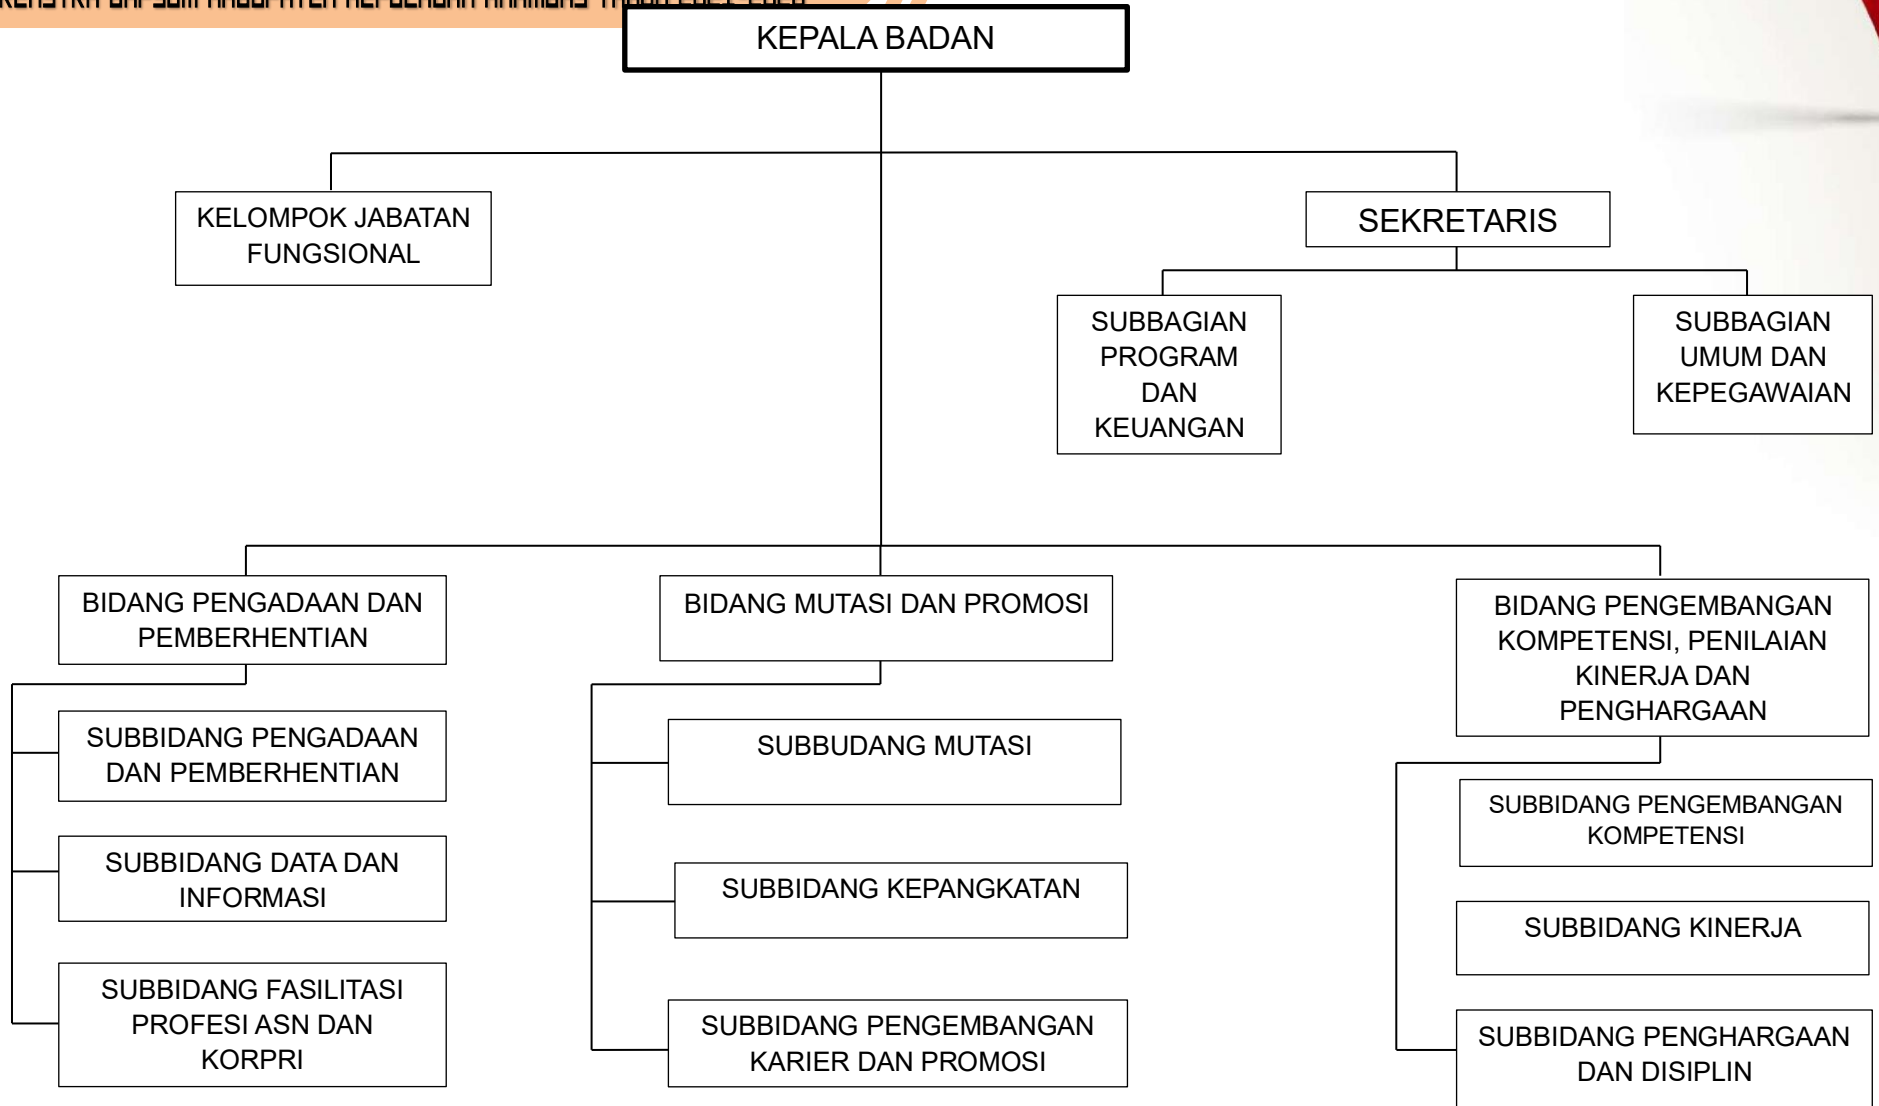 KEPALA BADAN
KELOMPOK JABATAN
FUNGSIONAL
SEKRETARIS
SUBBAGIAN
PROGRAM
DAN
KEUANGAN
SUBBAGIAN
UMUM DAN
KEPEGAWAIAN
BIDANG PENGADAAN DAN
PEMBERHENTIAN
SUBBIDANG PENGADAAN
DAN PEMBERHENTIAN
SUBBIDANG DATA DAN
INFORMASI
SUBBIDANG FASILITASI
PROFESI ASN DAN
KORPRI
BIDANG MUTASI DAN PROMOSI
SUBBUDANG MUTASI
SUBBIDANG KEPANGKATAN
SUBBIDANG PENGEMBANGAN
KARIER DAN PROMOSI
BIDANG PENGEMBANGAN
KOMPETENSI, PENILAIAN
KINERJA DAN
PENGHARGAAN
SUBBIDANG PENGEMBANGAN
KOMPETENSI
SUBBIDANG KINERJA
SUBBIDANG PENGHARGAAN
DAN DISIPLIN